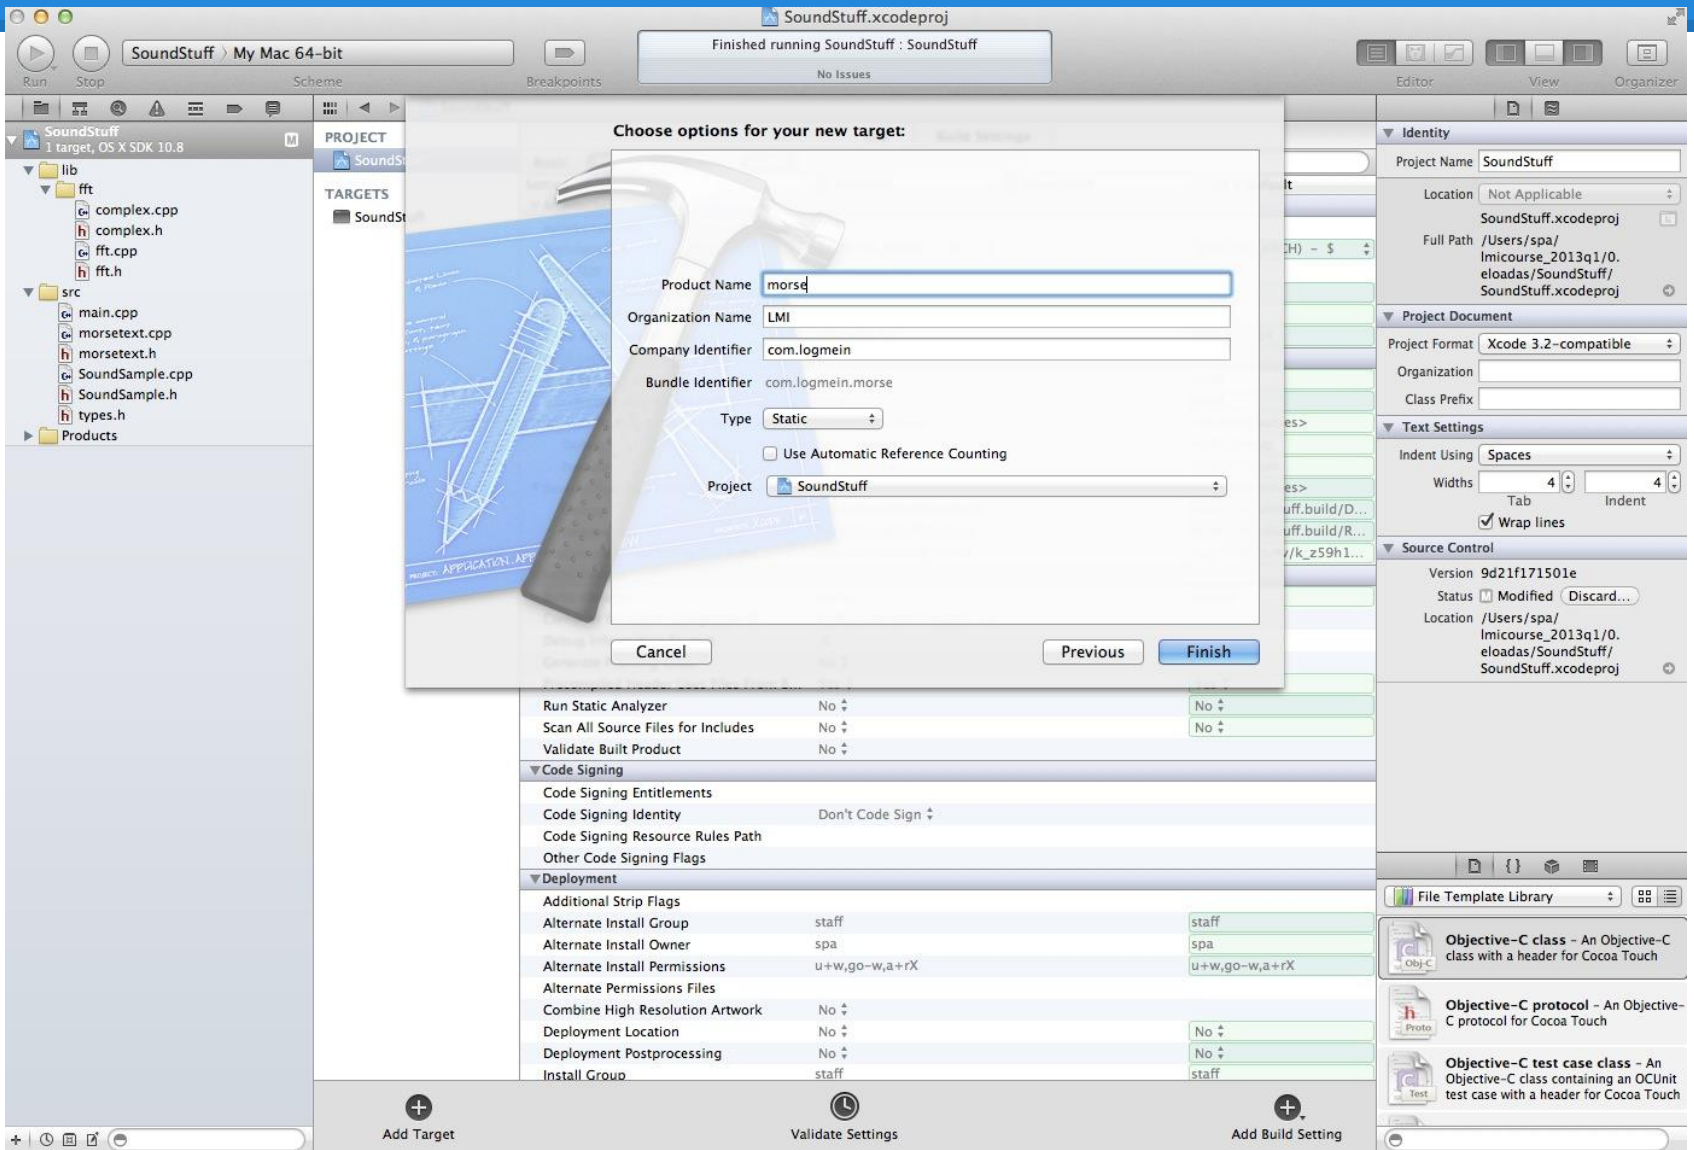 SoundStuff.xcodeproj
SoundStuff My Mac 64-bit
Finished running SoundStuff : SoundStuff
No Issues
Run Stop Scheme Breakpoints Editor View Organizer
SoundStuff
1 target, OS X SDK 10.8
M
lib
fft
complex.cpp
complex.h
fft.cpp
fft.h
src
main.cpp
morsetext.cpp
morsetext.h
SoundSample.cpp
SoundSample.h
types.h
Products
PROJECT
SoundSt
TARGETS
SoundSt
Choose options for your new target:
Product Name morse
Organization Name LMI
Company Identifier com.logmein
Bundle Identifier com.logmein.morse
Type Static
Use Automatic Reference Counting
Project SoundStuff
Cancel Previous Finish
Run Static Analyzer No No
Scan All Source Files for Includes No No
Validate Built Product No
Code Signing
Code Signing Entitlements
Code Signing Identity Don't Code Sign
Code Signing Resource Rules Path
Other Code Signing Flags
Deployment
Additional Strip Flags
Alternate Install Group staff staff
Alternate Install Owner spa spa
Alternate Install Permissions u+w,go-w,a+rX u+w,go-w,a+rX
Alternate Permissions Files
Combine High Resolution Artwork No
Deployment Location No No
Deployment Postprocessing No No
Install Group staff staff
Add Target Validate Settings Add Build Setting
Identity
Project Name SoundStuff
Location Not Applicable
SoundStuff.xcodeproj
Full Path /Users/spa/
lmicourse_2013q1/0.
eloadas/SoundStuff/
SoundStuff.xcodeproj
Project Document
Project Format Xcode 3.2-compatible
Organization
Class Prefix
Text Settings
Indent Using Spaces
Widths 4 4
Tab Indent
Wrap lines
Source Control
Version 9d21f171501e
Status M Modified Discard...
Location /Users/spa/
lmicourse_2013q1/0.
eloadas/SoundStuff/
SoundStuff.xcodeproj
File Template Library
Objective-C class - An Objective-C
class with a header for Cocoa Touch
Obj-C
Objective-C protocol - An Objective-
C protocol for Cocoa Touch
Proto
Objective-C test case class - An
Objective-C class containing an OCUnit
test case with a header for Cocoa Touch
Test